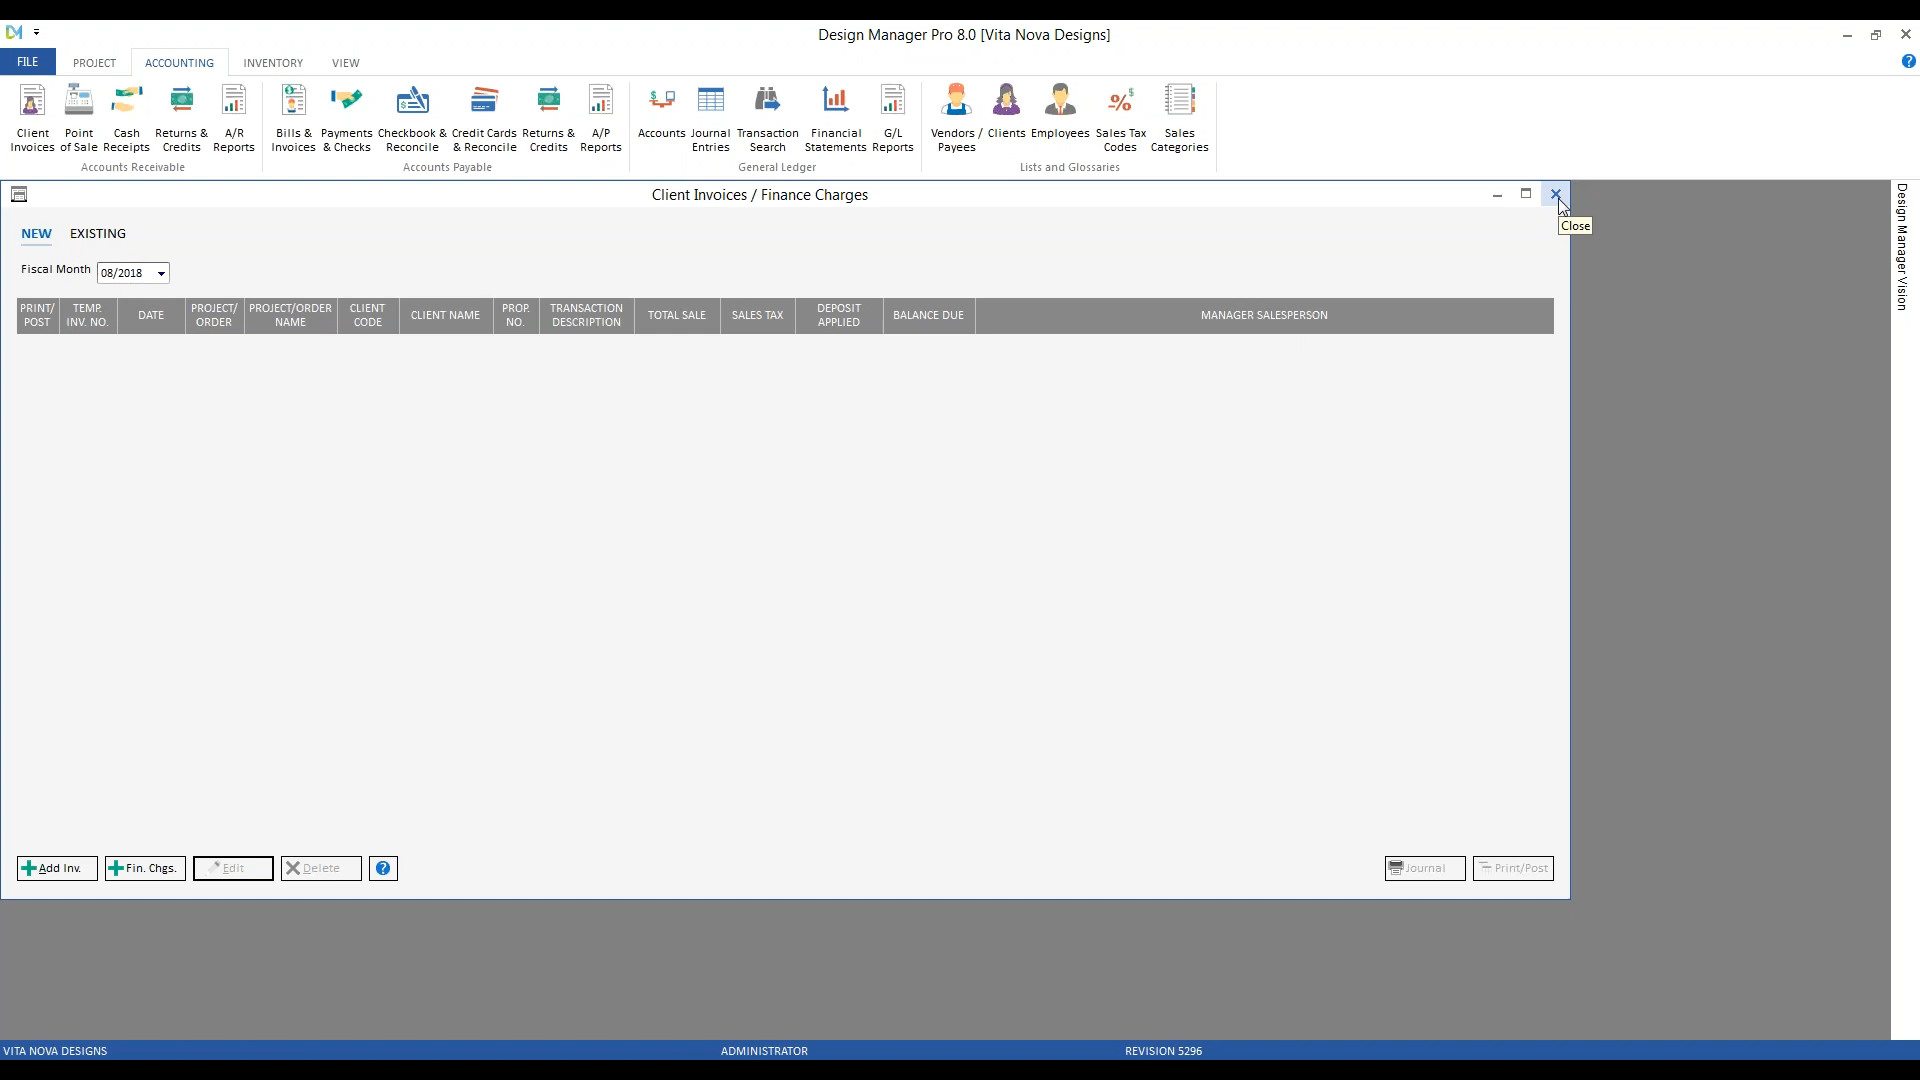 Design Manager Pro 8.0 [Vita Nova Designs]
FILE PROJECT ACCOUNTING INVENTORY VIEW
Client Invoices
Point of Sale
Cash Receipts
Returns & Credits
A/R Reports
Accounts Receivable
Bills & Invoices
Payments & Checks
Checkbook & Reconcile
Credit Cards & Reconcile
Returns & Credits
A/P Reports
Accounts Payable
Accounts
Journal Entries
Transaction Search
Financial Statements
G/L Reports
General Ledger
Vendors / Payees
Clients
Employees
Sales Tax Codes
Sales Categories
Lists and Glossaries
Client Invoices / Finance Charges
Close
Design Manager Vision
NEW EXISTING
Fiscal Month 08/2018
PRINT/ POST
TEMP. INV. NO.
DATE
PROJECT/ ORDER
PROJECT/ORDER NAME
CLIENT CODE
CLIENT NAME
PROP. NO.
TRANSACTION DESCRIPTION
TOTAL SALE
SALES TAX
DEPOSIT APPLIED
BALANCE DUE
MANAGER SALESPERSON
Add Inv. Fin. Chgs. Edit Delete ? Journal Print/Post
VITA NOVA DESIGNS ADMINISTRATOR REVISION 5296